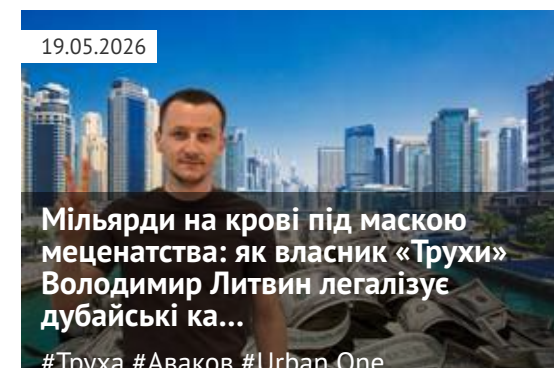 19.05.2026
Мільярди на крові під маскою
меценатства: як власник «Трухи»
Володимир Литвин легалізує
дубайські ка...
#Труха #Аваков #Urban One